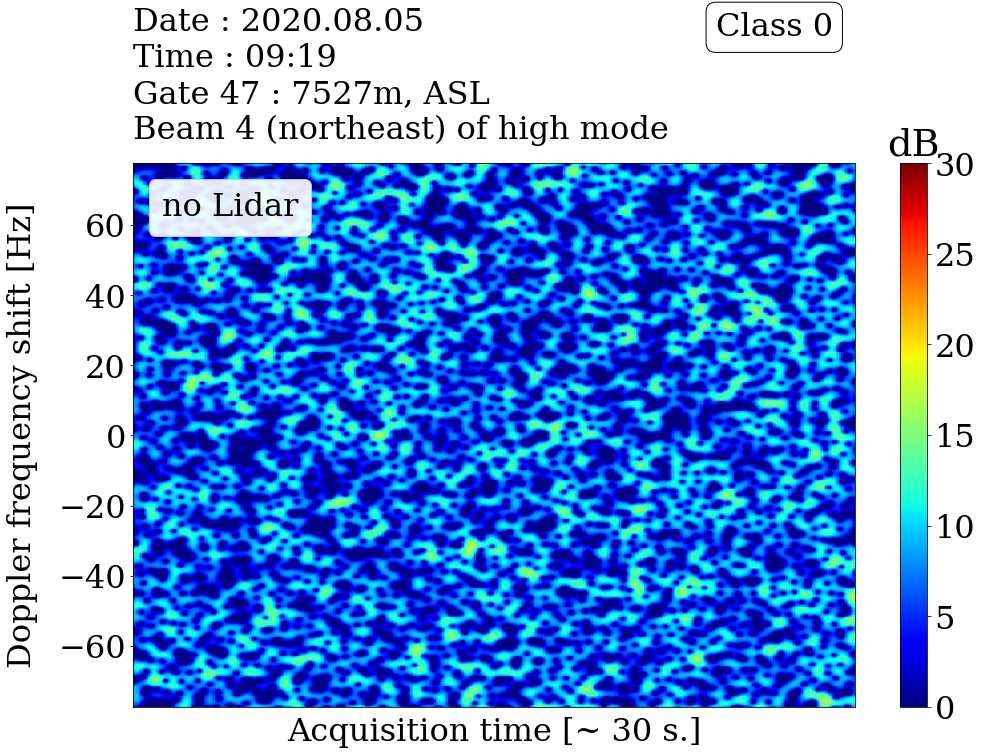 Date : 2020.08.05
Time : 09:19
Gate 47 : 7527m, ASL
Beam 4 (northeast) of high mode
Class 0
dB
no Lidar
Doppler frequency shift [Hz]
60
40
20
0
−20
−40
−60
Acquisition time [~ 30 s.]
30
25
20
15
10
5
0